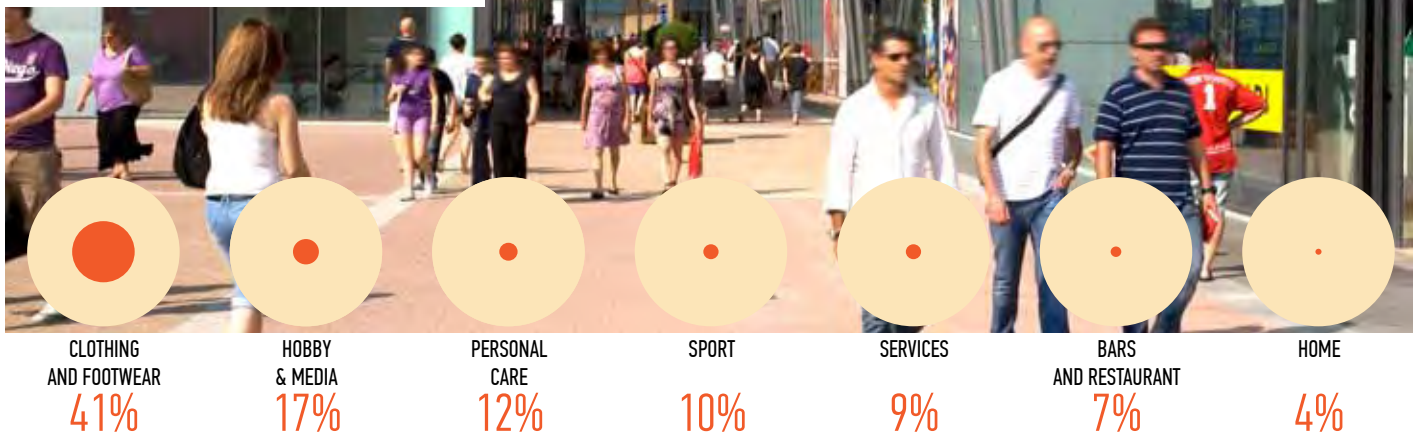 CLOTHING
AND FOOTWEAR
41%
HOBBY
& MEDIA
17%
PERSONAL
CARE
12%
SPORT
10%
SERVICES
9%
BARS
AND RESTAURANT
7%
HOME
4%
1